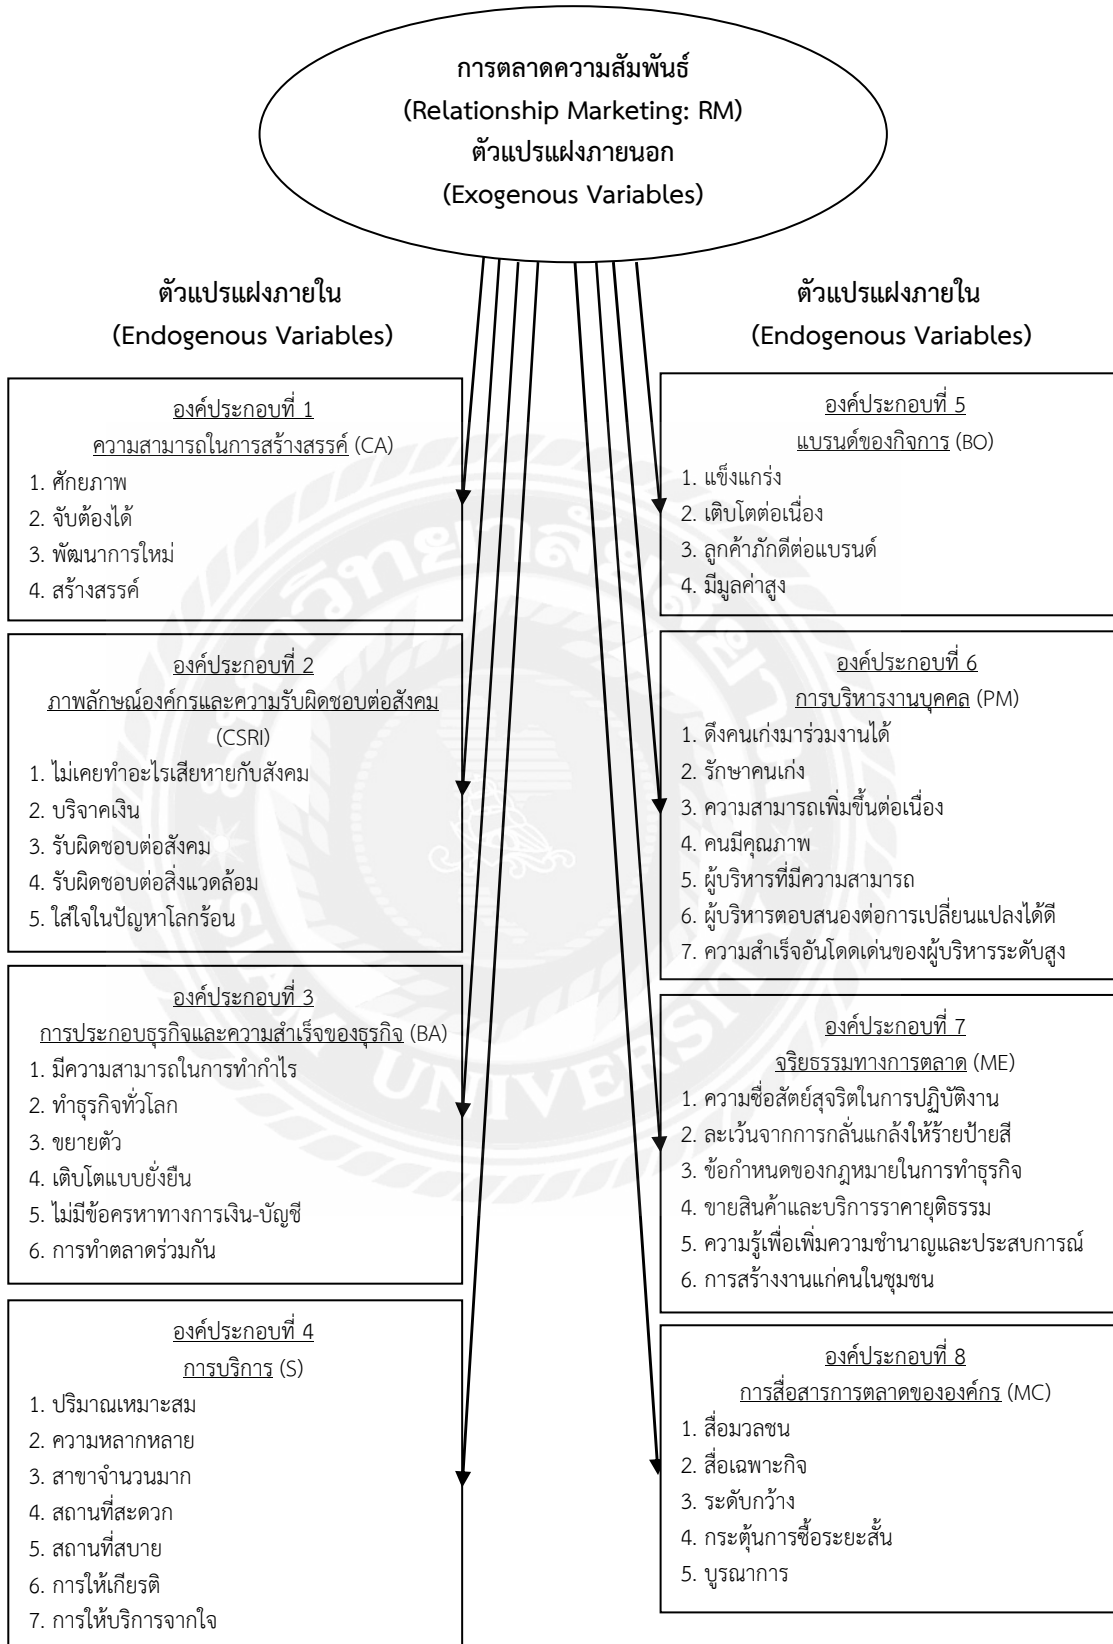 การตลาดความสัมพันธ์
(Relationship Marketing: RM)
ตัวแปรแฝงภายนอก
(Exogenous Variables)
ตัวแปรแฝงภายใน
(Endogenous Variables)
องค์ประกอบที่ 1
ความสามารถในการสร้างสรรค์ (CA)
1. ศักยภาพ
2. จับต้องได้
3. พัฒนาการใหม่
4. สร้างสรรค์
องค์ประกอบที่ 2
ภาพลักษณ์องค์กรและความรับผิดชอบต่อสังคม
(CSRI)
1. ไม่เคยทำอะไรเสียหายกับสังคม
2. บริจาคเงิน
3. รับผิดชอบต่อสังคม
4. รับผิดชอบต่อสิ่งแวดล้อม
5. ใส่ใจในปัญหาโลกร้อน
องค์ประกอบที่ 3
การประกอบธุรกิจและความสำเร็จของธุรกิจ (BA)
1. มีความสามารถในการทำกำไร
2. ทำธุรกิจทั่วโลก
3. ขยายตัว
4. เติบโตแบบยั่งยืน
5. ไม่มีข้อครหาทางการเงิน-บัญชี
6. การทำตลาดร่วมกัน
องค์ประกอบที่ 4
การบริการ (S)
1. ปริมาณเหมาะสม
2. ความหลากหลาย
3. สาขาจำนวนมาก
4. สถานที่สะดวก
5. สถานที่สบาย
6. การให้เกียรติ
7. การให้บริการจากใจ
ตัวแปรแฝงภายใน
(Endogenous Variables)
องค์ประกอบที่ 5
แบรนด์ของกิจการ (BO)
1. แข็งแกร่ง
2. เติบโตต่อเนื่อง
3. ลูกค้าภักดีต่อแบรนด์
4. มีมูลค่าสูง
องค์ประกอบที่ 6
การบริหารงานบุคคล (PM)
1. ดึงคนเก่งมาร่วมงานได้
2. รักษาคนเก่ง
3. ความสามารถเพิ่มขึ้นต่อเนื่อง
4. คนมีคุณภาพ
5. ผู้บริหารที่มีความสามารถ
6. ผู้บริหารตอบสนองต่อการเปลี่ยนแปลงได้ดี
7. ความสำเร็จอันโดดเด่นของผู้บริหารระดับสูง
องค์ประกอบที่ 7
จริยธรรมทางการตลาด (ME)
1. ความซื่อสัตย์สุจริตในการปฏิบัติงาน
2. ละเว้นจากการกลั่นแกล้งให้ร้ายป้ายสี
3. ข้อกำหนดของกฎหมายในการทำธุรกิจ
4. ขายสินค้าและบริการราคายุติธรรม
5. ความรู้เพื่อเพิ่มความชำนาญและประสบการณ์
6. การสร้างงานแก่คนในชุมชน
องค์ประกอบที่ 8
การสื่อสารการตลาดขององค์กร (MC)
1. สื่อมวลชน
2. สื่อเฉพาะกิจ
3. ระดับกว้าง
4. กระตุ้นการซื้อระยะสั้น
5. บูรณาการ
มหาวิทยาลัยสยาม
SIAM UNIVERSITY